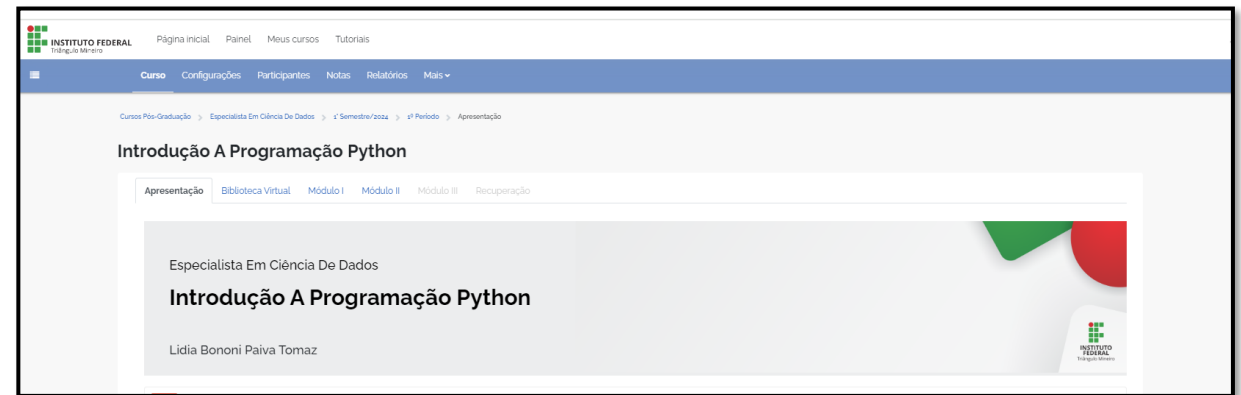 INSTITUTO FEDERAL
Triângulo Mineiro
Página inicial Painel Meus cursos Tutoriais
Curso Configurações Participantes Notas Relatórios Mais
Cursos Pós-Graduação > Especialista Em Ciência De Dados > 1° Semestre/2024 > 1º Período > Apresentação
Introdução A Programação Python
Apresentação Biblioteca Virtual Módulo I Módulo II Módulo III Recuperação
Especialista Em Ciência De Dados
Introdução A Programação Python
Lidia Bononi Paiva Tomaz
INSTITUTO
FEDERAL
Triângulo Mineiro